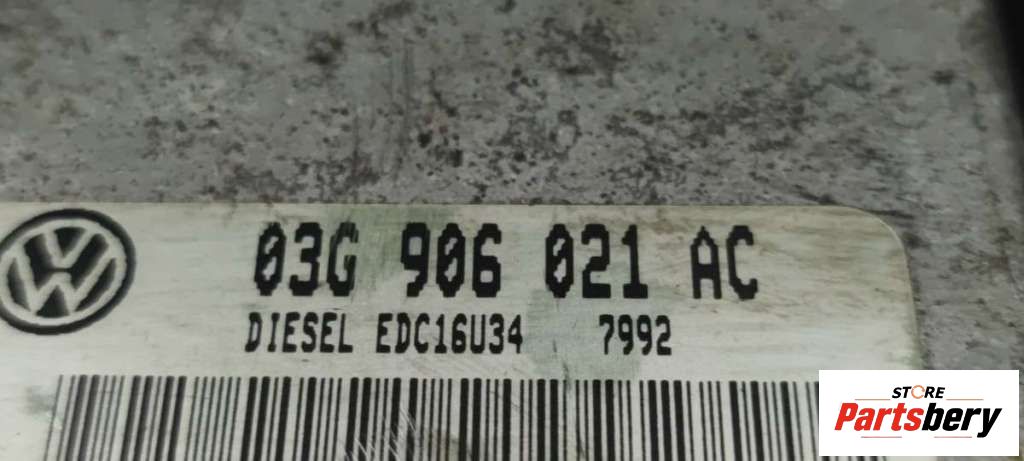 03G 906 021 AC
DIESEL EDC16U34 7992
STORE
Partsbery